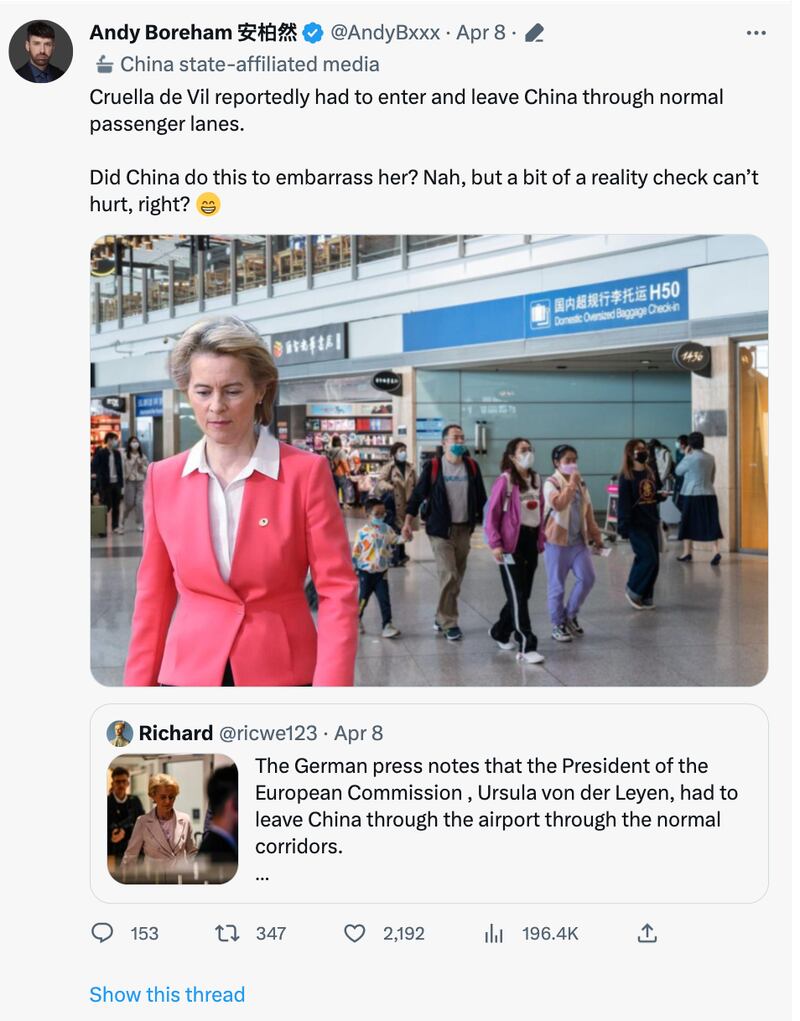 Andy Boreham 安柏然 @AndyBxxx · Apr 8 ·
China state-affiliated media
Cruella de Vil reportedly had to enter and leave China through normal
passenger lanes.
Did China do this to embarrass her? Nah, but a bit of a reality check can’t
hurt, right? 😁
国内超规行李托运 H50
Domestic Oversized Baggage Check-in
1436
Richard @ricwe123 · Apr 8
The German press notes that the President of the
European Commission , Ursula von der Leyen, had to
leave China through the airport through the normal
corridors.
...
153 347 2,192 196.4K
Show this thread